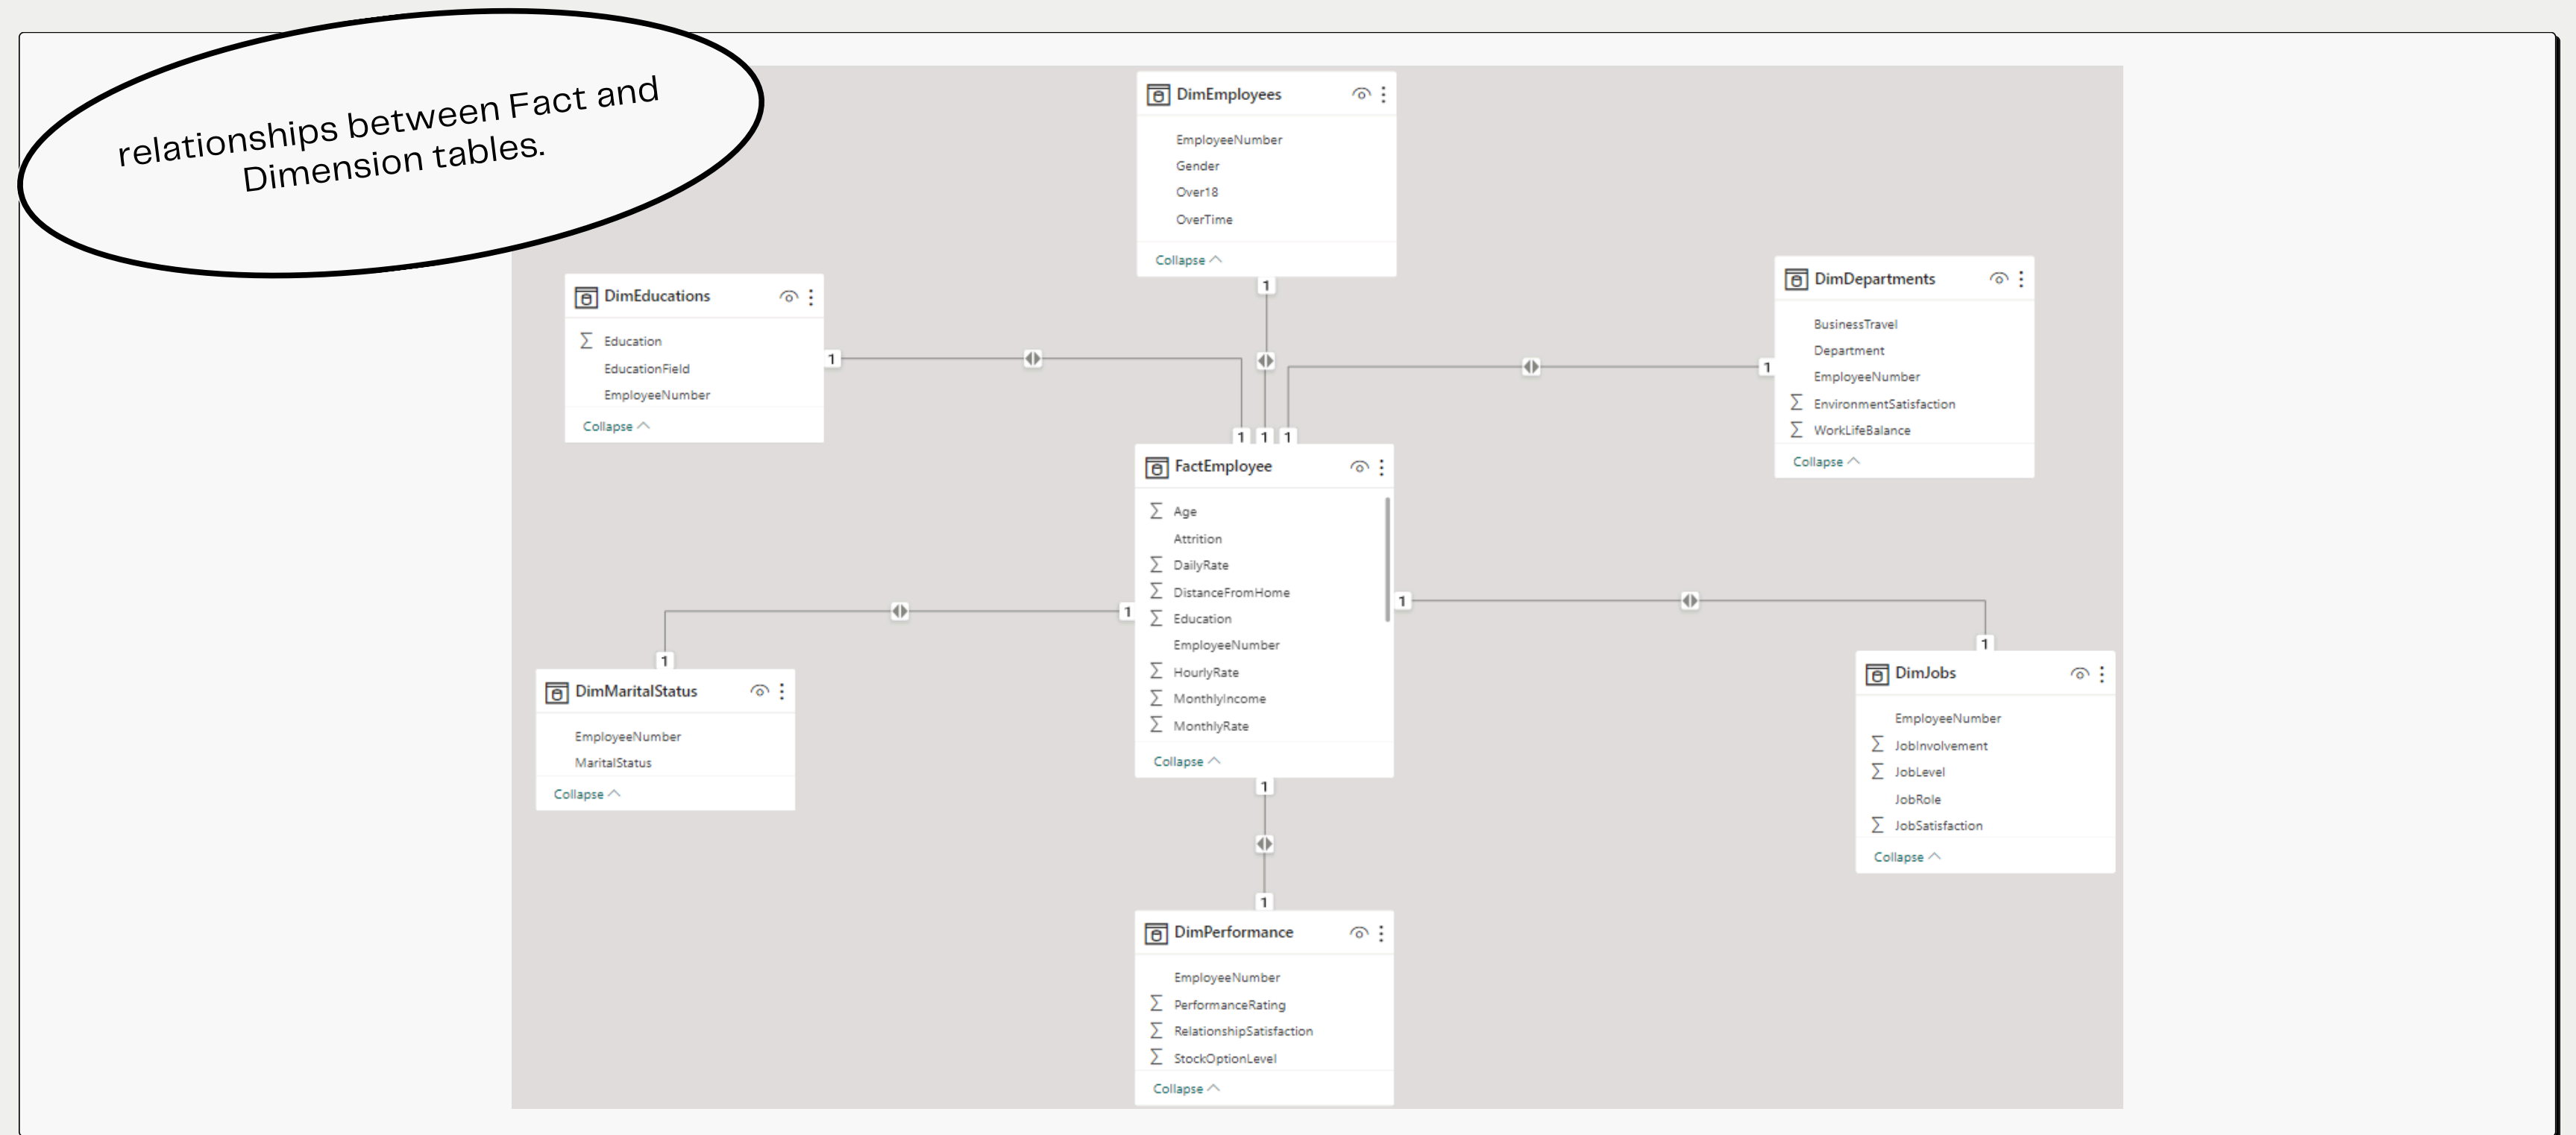 relationships between Fact and
Dimension tables.
DimEmployees
EmployeeNumber
Gender
Over18
OverTime
Collapse
1
DimEducations
Education
EducationField
EmployeeNumber
Collapse
1
DimDepartments
BusinessTravel
Department
EmployeeNumber
EnvironmentSatisfaction
WorkLifeBalance
Collapse
1
1 1 1
FactEmployee
Age
Attrition
DailyRate
DistanceFromHome
Education
EmployeeNumber
HourlyRate
MonthlyIncome
MonthlyRate
Collapse
1
1
1
1
DimMaritalStatus
EmployeeNumber
MaritalStatus
Collapse
1
DimJobs
EmployeeNumber
JobInvolvement
JobLevel
JobRole
JobSatisfaction
Collapse
1
DimPerformance
EmployeeNumber
PerformanceRating
RelationshipSatisfaction
StockOptionLevel
Collapse